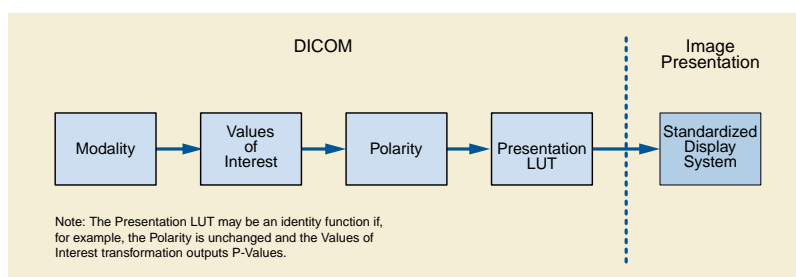 DICOM
Image
Presentation
Modality
Values
of
Interest
Polarity
Presentation
LUT
Standardized
Display
System
Note: The Presentation LUT may be an identity function if,
for example, the Polarity is unchanged and the Values of
Interest transformation outputs P-Values.